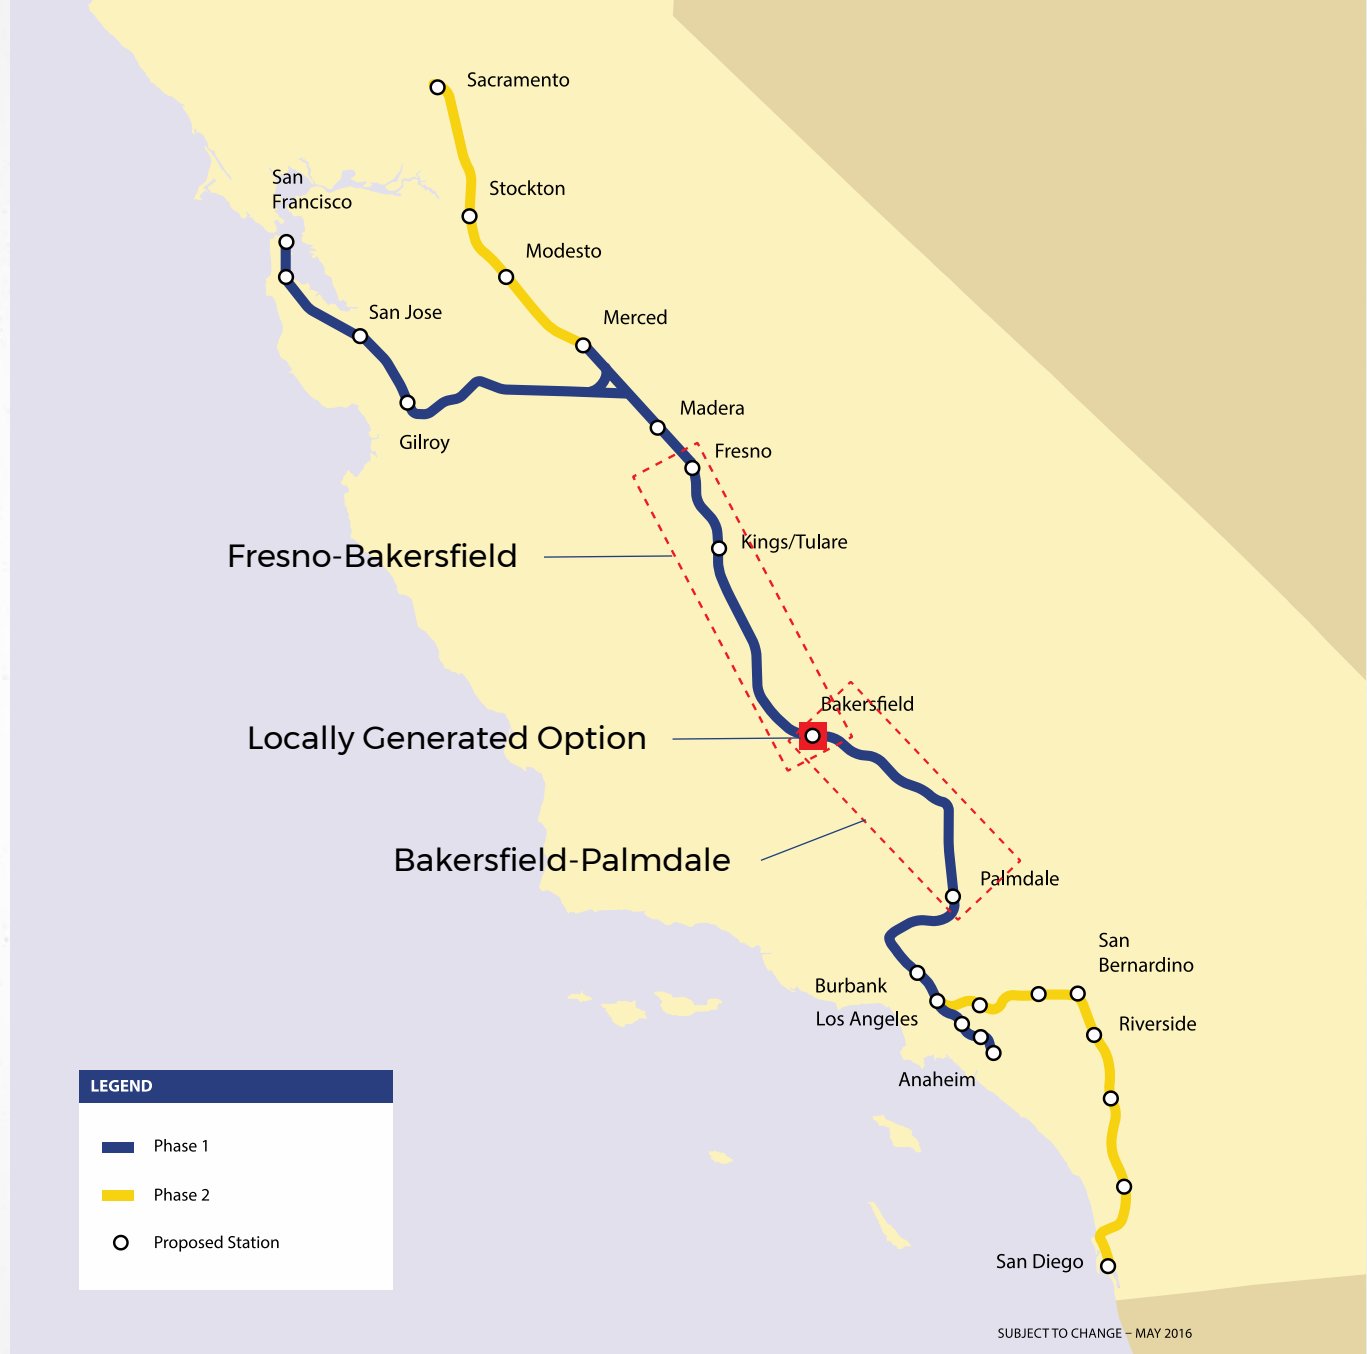 Sacramento
San
Francisco
Stockton
Modesto
San Jose
Merced
Madera
Gilroy
Fresno
Kings/Tulare
Fresno-Bakersfield
Bakersfield
Locally Generated Option
Bakersfield-Palmdale
Palmdale
San
Bernardino
Burbank
Los Angeles
Riverside
Anaheim
LEGEND
Phase 1
Phase 2
Proposed Station
San Diego
SUBJECT TO CHANGE – MAY 2016